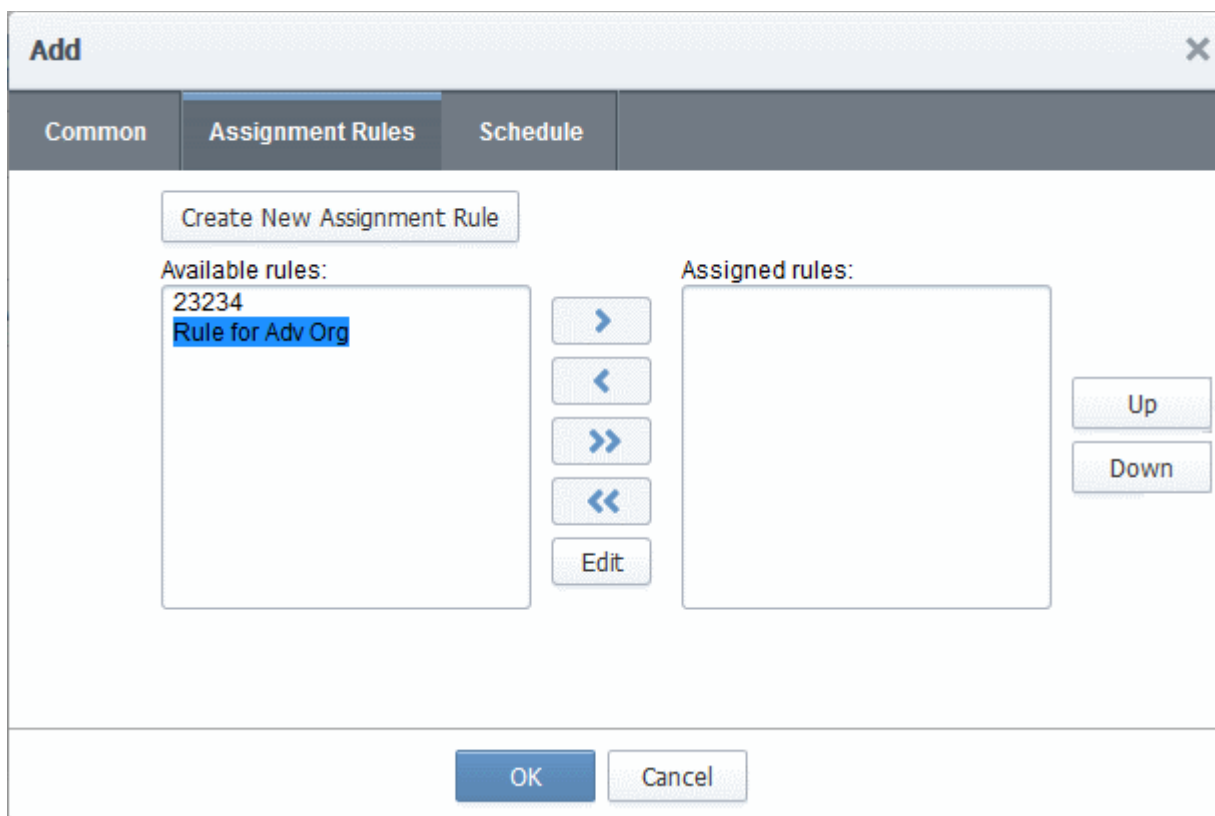 Add
Common Assignment Rules Schedule
Create New Assignment Rule
Available rules:
23234
Rule for Adv Org
Edit
Assigned rules:
Up
Down
OK Cancel